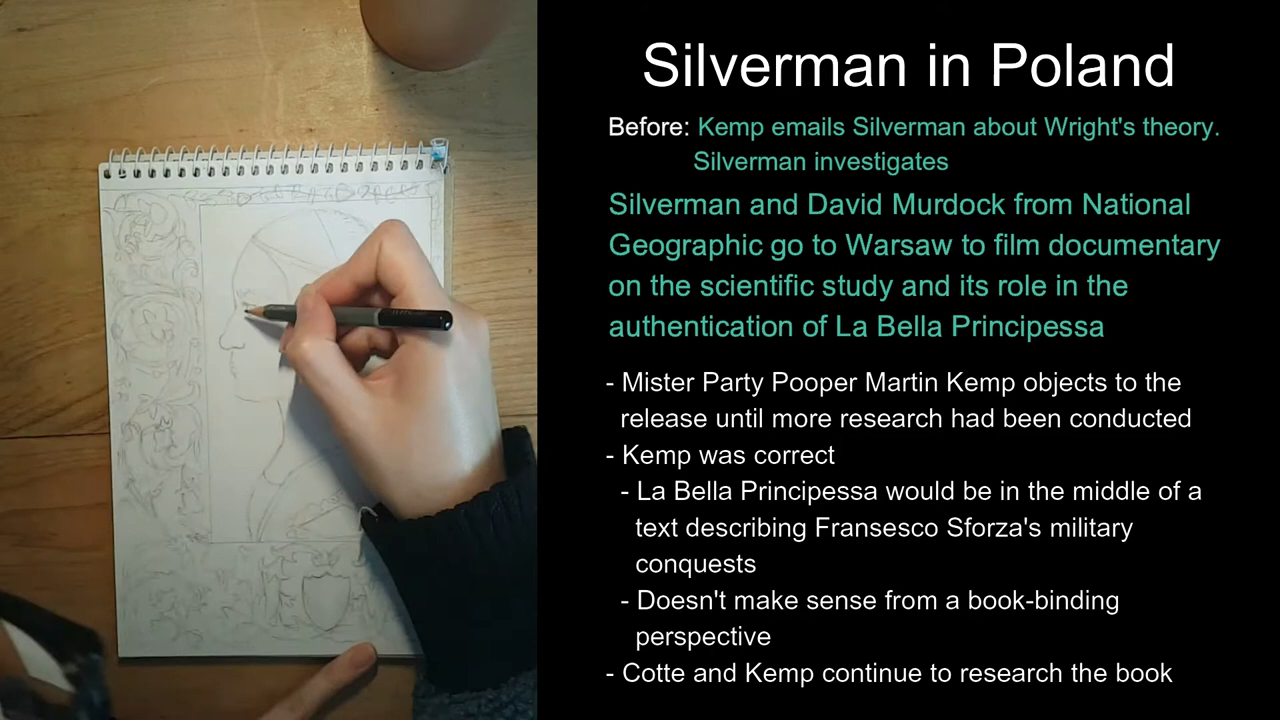 Silverman in Poland
Before: Kemp emails Silverman about Wright's theory.
Silverman investigates
Silverman and David Murdock from National
Geographic go to Warsaw to film documentary
on the scientific study and its role in the
authentication of La Bella Principessa
- Mister Party Pooper Martin Kemp objects to the
release until more research had been conducted
- Kemp was correct
- La Bella Principessa would be in the middle of a
text describing Fransesco Sforza's military
conquests
- Doesn't make sense from a book-binding
perspective
- Cotte and Kemp continue to research the book